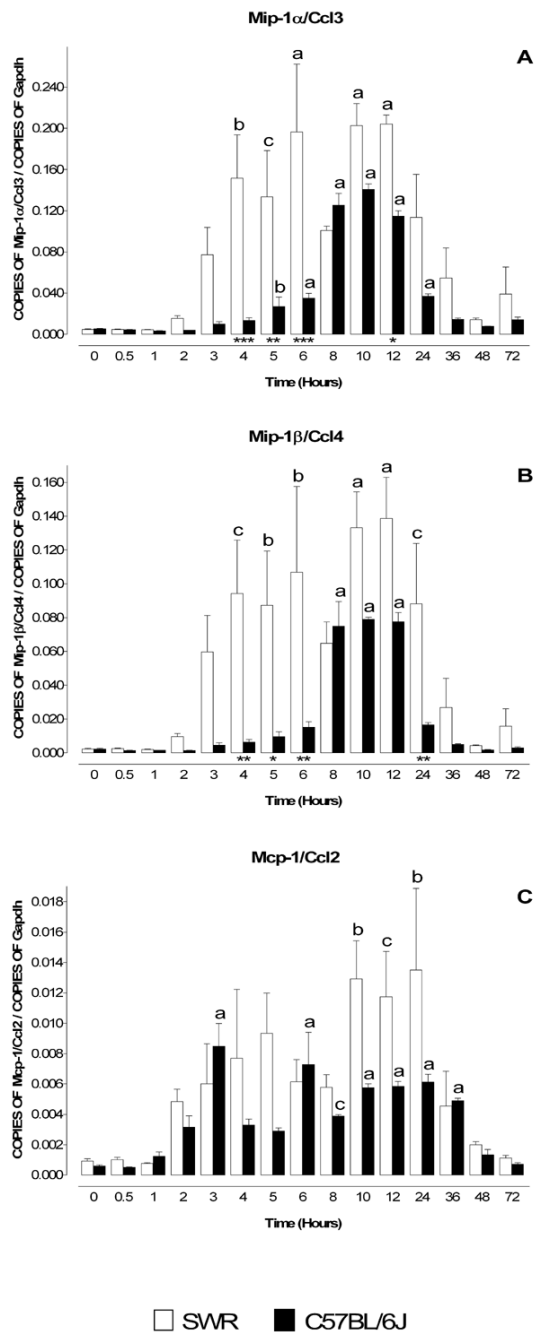 Mip-1α/Ccl3
A
COPIES OF Mip-1α/Ccl3 / COPIES OF Gapdh
0.240
0.200
0.160
0.120
0.080
0.040
0.000
b c a a a
b a a a a a
0 0.5 1 2 3 4 5 6 8 10 12 24 36 48 72
*** ** *** *
Time (Hours)
Mip-1β/Ccl4
B
COPIES OF Mip-1β/Ccl4 / COPIES OF Gapdh
0.160
0.140
0.120
0.100
0.080
0.060
0.040
0.020
0.000
c b b a a c
a a a
** * ** **
0 0.5 1 2 3 4 5 6 8 10 12 24 36 48 72
Time (Hours)
Mcp-1/Ccl2
C
COPIES OF Mcp-1/Ccl2 / COPIES OF Gapdh
0.018
0.016
0.014
0.012
0.010
0.008
0.006
0.004
0.002
0.000
b c b
a a c a a a a
0 0.5 1 2 3 4 5 6 8 10 12 24 36 48 72
Time (Hours)
SWR C57BL/6J